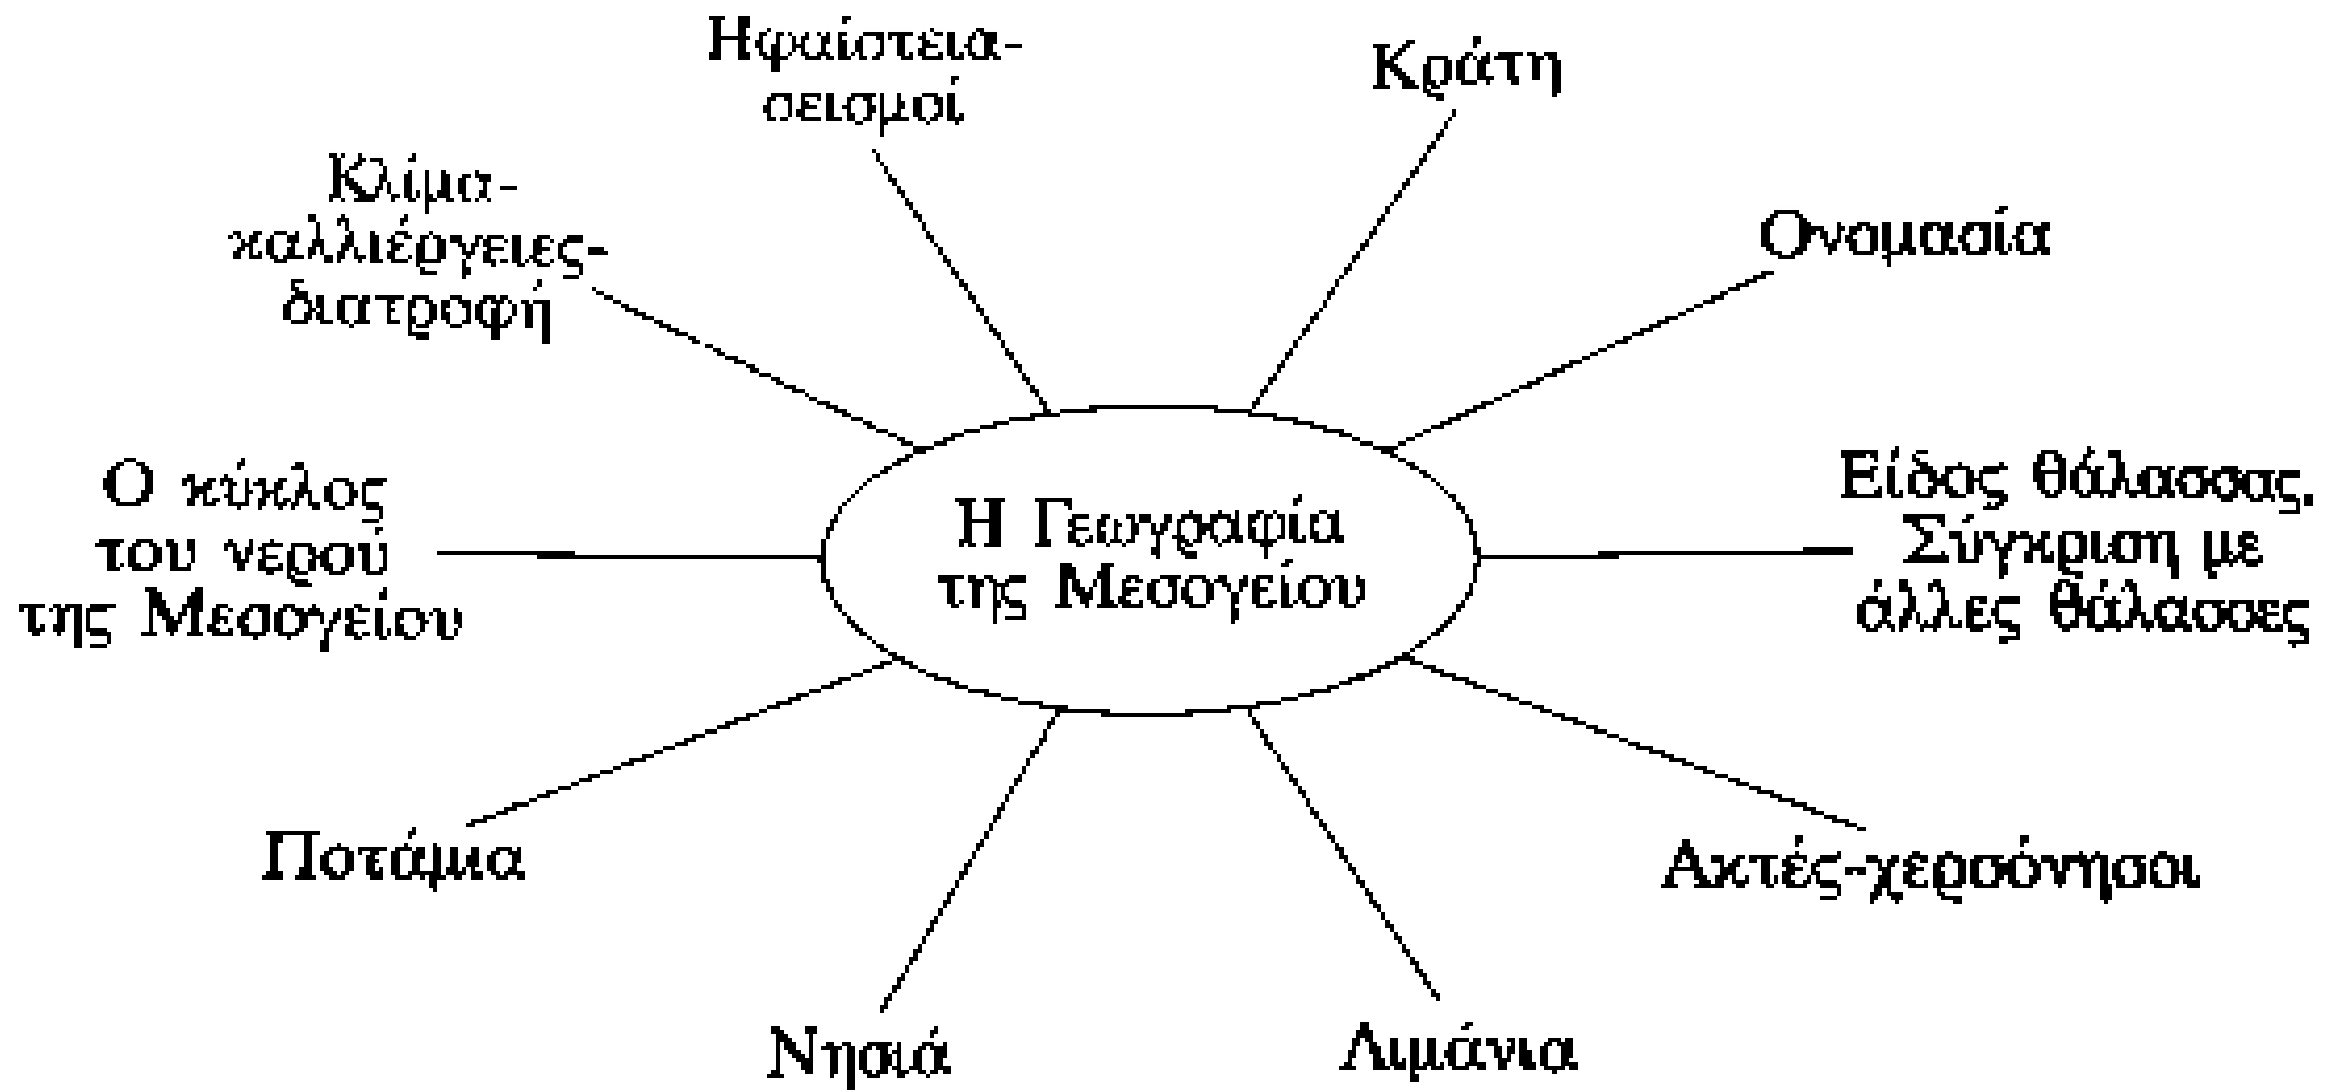 Ηφαίστεια-
σεισμοί
Κράτη
Κλίμα-
καλλιέργειες-
διατροφή
Ονομασία
Ο κύκλος
του νερού
της Μεσογείου
Η Γεωγραφία
της Μεσογείου
Είδος θάλασσας.
Σύγκριση με
άλλες θάλασσες
Ποτάμια
Ακτές-χερσόνησοι
Νησιά
Λιμάνια